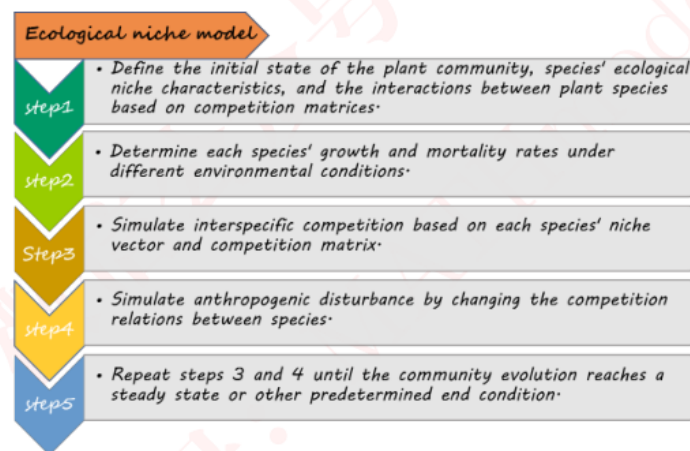 Ecological niche model
step1
• Define the initial state of the plant community, species' ecological
niche characteristics, and the interactions between plant species
based on competition matrices.
step2
• Determine each species' growth and mortality rates under
different environmental conditions.
Step3
• Simulate interspecific competition based on each species' niche
vector and competition matrix.
step4
• Simulate anthropogenic disturbance by changing the competition
relations between species.
step5
• Repeat steps 3 and 4 until the community evolution reaches a
steady state or other predetermined end condition.